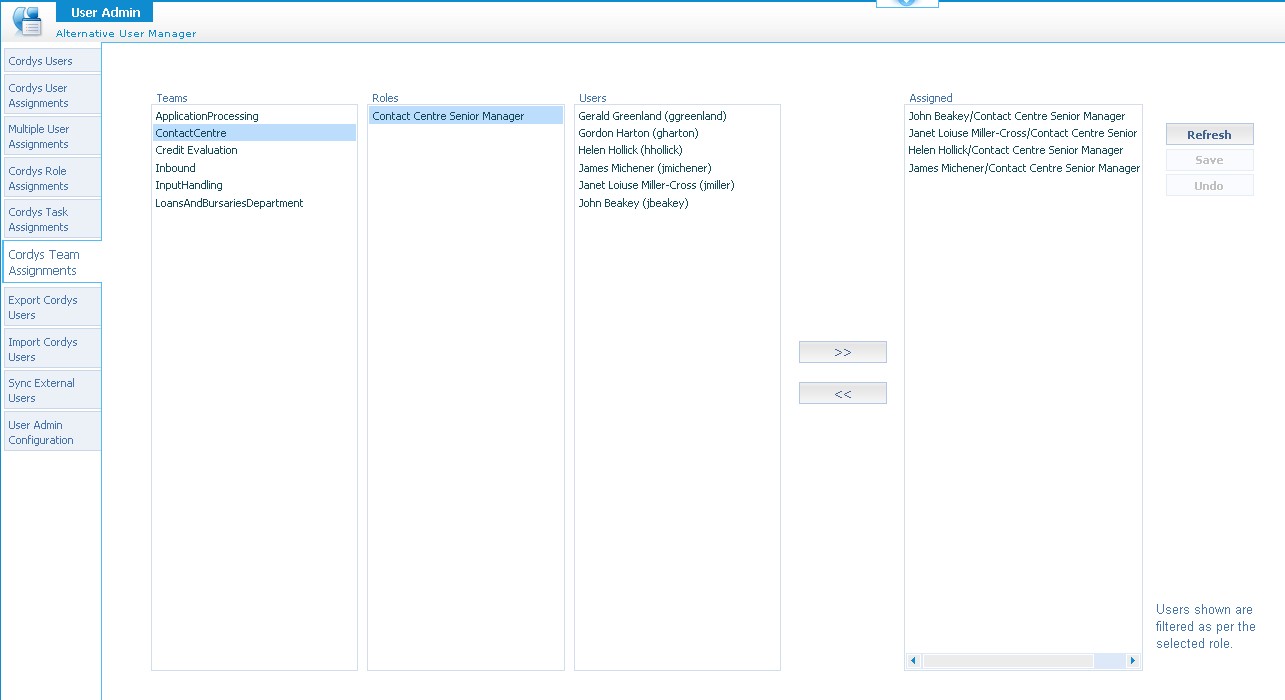 User Admin
Alternative User Manager
Cordys Users
Cordys User
Assignments
Multiple User
Assignments
Cordys Role
Assignments
Cordys Task
Assignments
Cordys Team
Assignments
Export Cordys
Users
Import Cordys
Users
Sync External
Users
User Admin
Configuration
Teams
ApplicationProcessing
ContactCentre
Credit Evaluation
Inbound
InputHandling
LoansAndBursariesDepartment
Roles
Contact Centre Senior Manager
Users
Gerald Greenland (ggreenland)
Gordon Harton (gharton)
Helen Hollick (hhollick)
James Michener (jmichener)
Janet Loiuse Miller-Cross (jmiller)
John Beakey (jbeakey)
>>
<<
Assigned
John Beakey/Contact Centre Senior Manager
Janet Loiuse Miller-Cross/Contact Centre Senior
Helen Hollick/Contact Centre Senior Manager
James Michener/Contact Centre Senior Manager
Refresh
Save
Undo
Users shown are
filtered as per the
selected role.